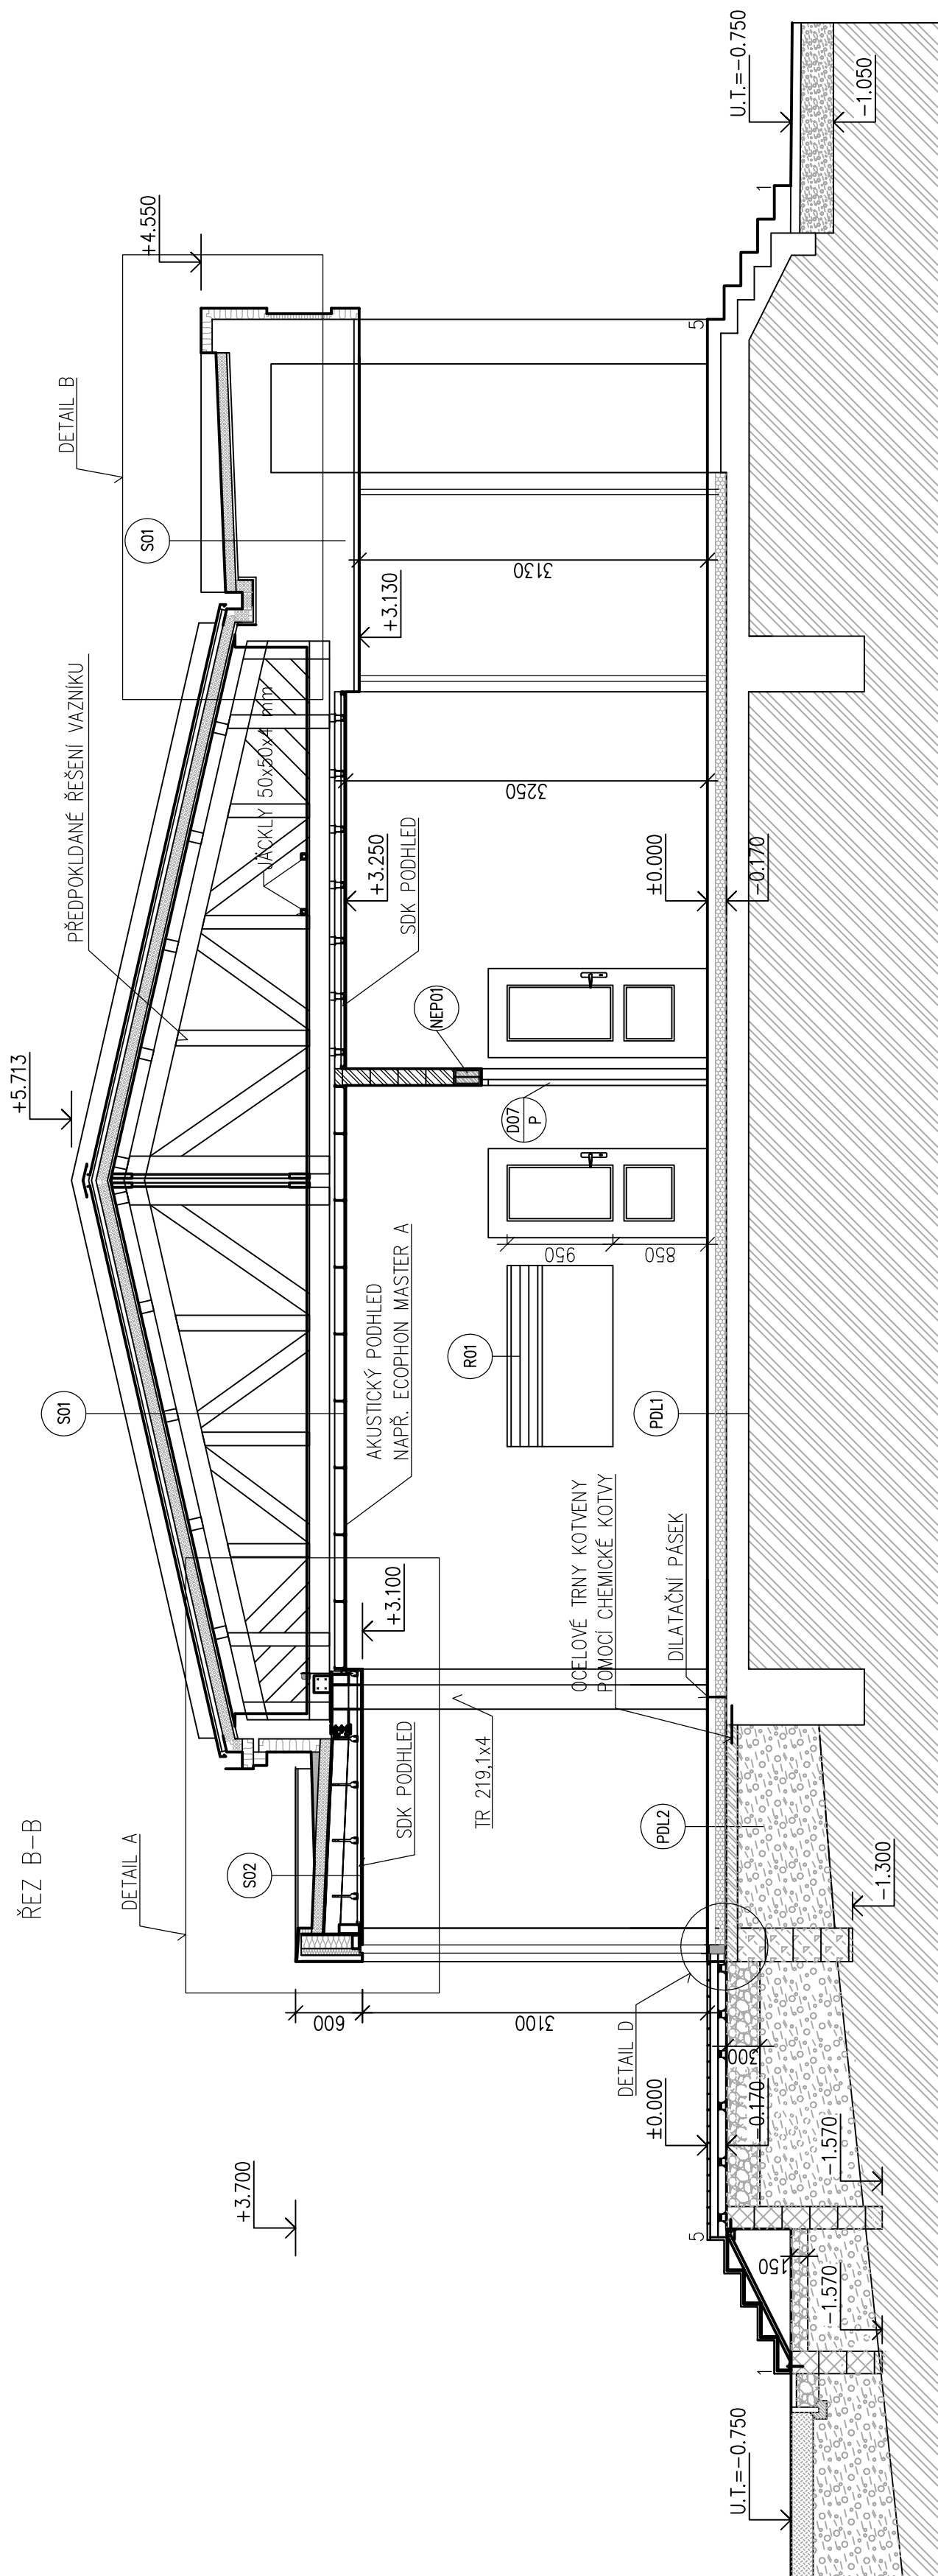 ŘEZ B-B
DETAIL A
DETAIL B
+3.700
S01
+5.713
PŘEDPOKLDANÉ ŘEŠENÍ VAZNÍKU
+4.550
JÄCKLY 50x50x4 mm
S01
S02
SDK PODHLED
+3.100
AKUSTICKÝ PODHLED
NAPŘ. ECOPHON MASTER A
+3.250
SDK PODHLED
+3.130
600
3100
3250
3130
TR 219,1x4
R01
NEP01
D07
P
950
850
OCELOVÉ TRNY KOTVENY
POMOCÍ CHEMICKÉ KOTVY
DILATAČNÍ PÁSEK
DETAIL D
PDL2
PDL1
±0.000
-0.170
300
±0.000
-0.170
5
1
150
5
1
U.T.=-0.750
-1.570
-1.570
-1.300
U.T.=-0.750
-1.050